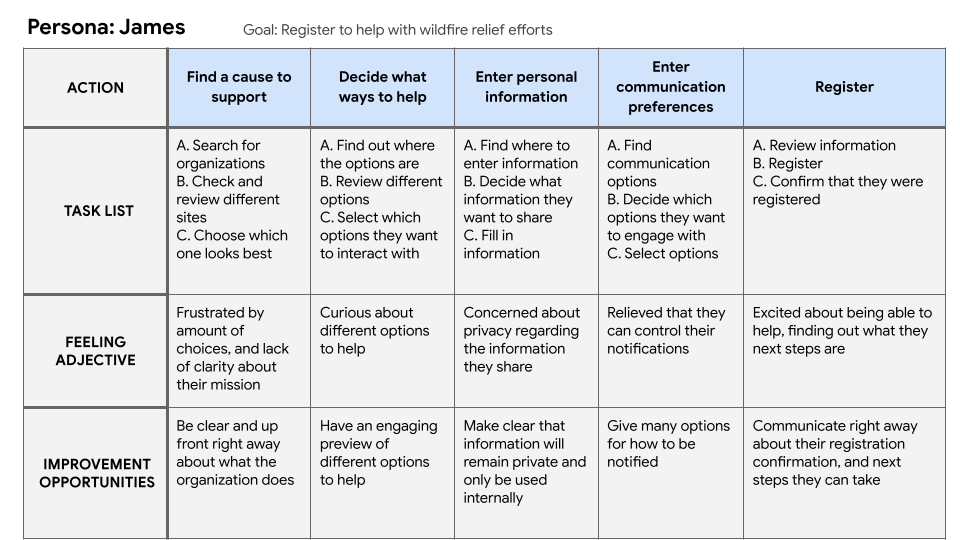 Persona: James
Goal: Register to help with wildfire relief efforts
ACTION
Find a cause to
support
Decide what
ways to help
Enter personal
information
Enter
communication
preferences
Register
TASK LIST
A. Search for
organizations
B. Check and
review different
sites
C. Choose which
one looks best
A. Find out where
the options are
B. Review different
options
C. Select which
options they want
to interact with
A. Find where to
enter information
B. Decide what
information they
want to share
C. Fill in
information
A. Find
communication
options
B. Decide which
options they want
to engage with
C. Select options
A. Review information
B. Register
C. Confirm that they were
registered
FEELING
ADJECTIVE
Frustrated by
amount of
choices, and lack
of clarity about
their mission
Curious about
different options
to help
Concerned about
privacy regarding
the information
they share
Relieved that they
can control their
notifications
Excited about being able to
help, finding out what they
next steps are
IMPROVEMENT
OPPORTUNITIES
Be clear and up
front right away
about what the
organization does
Have an engaging
preview of
different options
to help
Make clear that
information will
remain private and
only be used
internally
Give many options
for how to be
notified
Communicate right away
about their registration
confirmation, and next
steps they can take